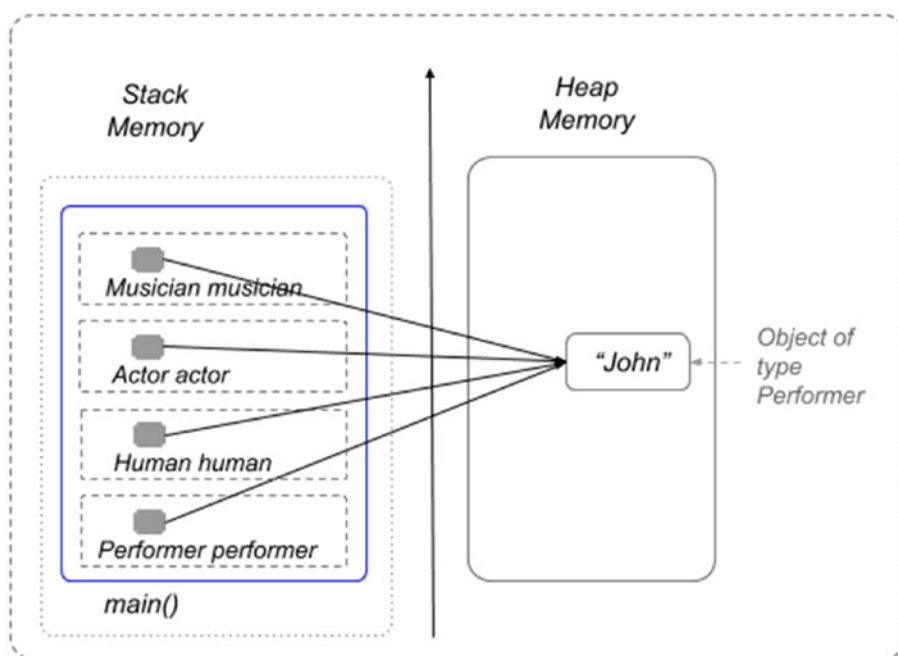 Stack
Memory
Heap
Memory
Musician musician
Actor actor
Human human
Performer performer
main()
“John”
Object of
type
Performer